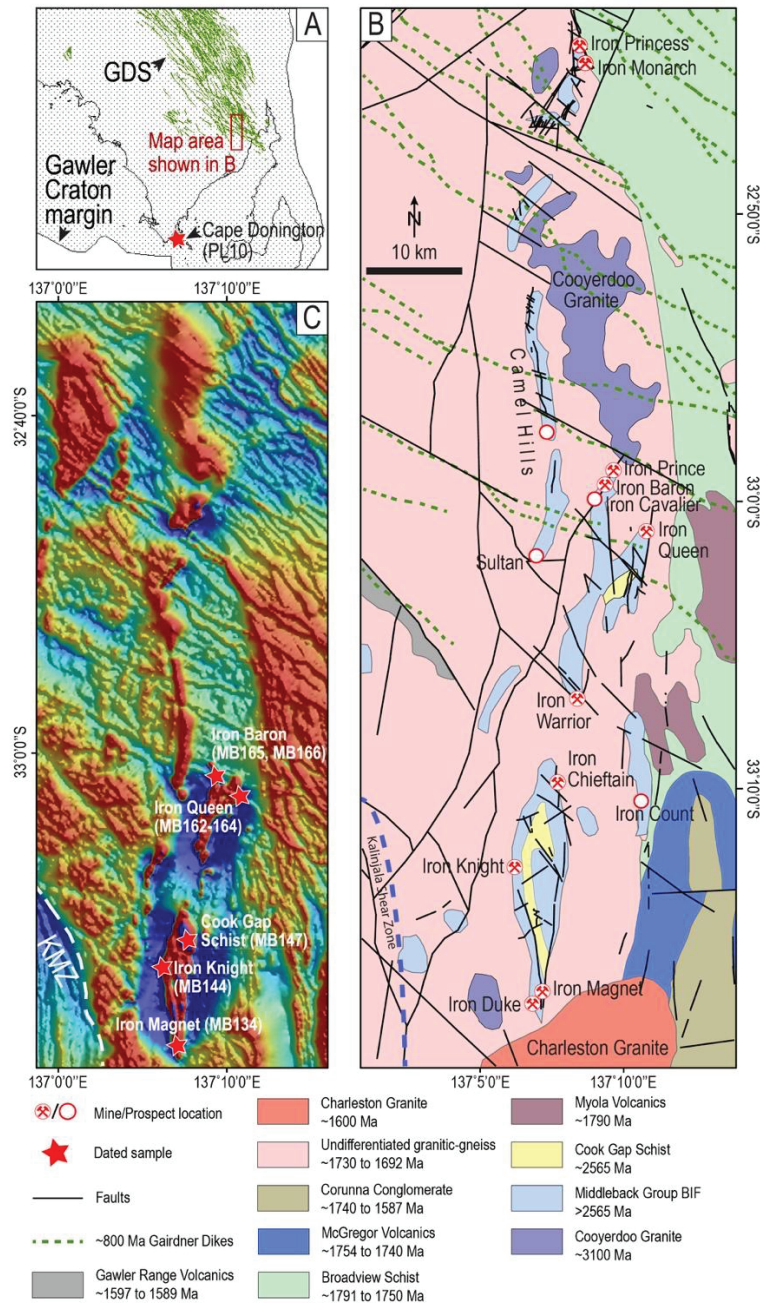 A
GDS
Map area
shown in B
Gawler
Craton
margin
Cape Donington
(PL10)
B
Iron Princess
Iron Monarch
32°50'0"S
N
10 km
Cooyerdoo
Granite
Camel Hills
Iron Prince
Iron Baron
Iron Cavalier
33°0'0"S
Iron
Queen
Sultan
Iron
Warrior
Iron
Chieftain
33°10'0"S
Iron Count
Iron Knight
Kalinjala Shear Zone
Iron Magnet
Iron Duke
Charleston Granite
137°5'0"E
137°10'0"E
137°0'0"E
137°10'0"E
C
32°40'0"S
33°0'0"S
Iron Baron
(MB165, MB166)
Iron Queen
(MB162-164)
Cook Gap
Schist (MB147)
Iron Knight
(MB144)
Iron Magnet (MB134)
KMZ
137°0'0"E
137°10'0"E
Mine/Prospect location
Dated sample
Faults
~800 Ma Gairdner Dikes
Gawler Range Volcanics
~1597 to 1589 Ma
Charleston Granite
~1600 Ma
Undifferentiated granitic-gneiss
~1730 to 1692 Ma
Corunna Conglomerate
~1740 to 1587 Ma
McGregor Volcanics
~1754 to 1740 Ma
Broadview Schist
~1791 to 1750 Ma
Myola Volcanics
~1790 Ma
Cook Gap Schist
~2565 Ma
Middleback Group BIF
>2565 Ma
Cooyerdoo Granite
~3100 Ma